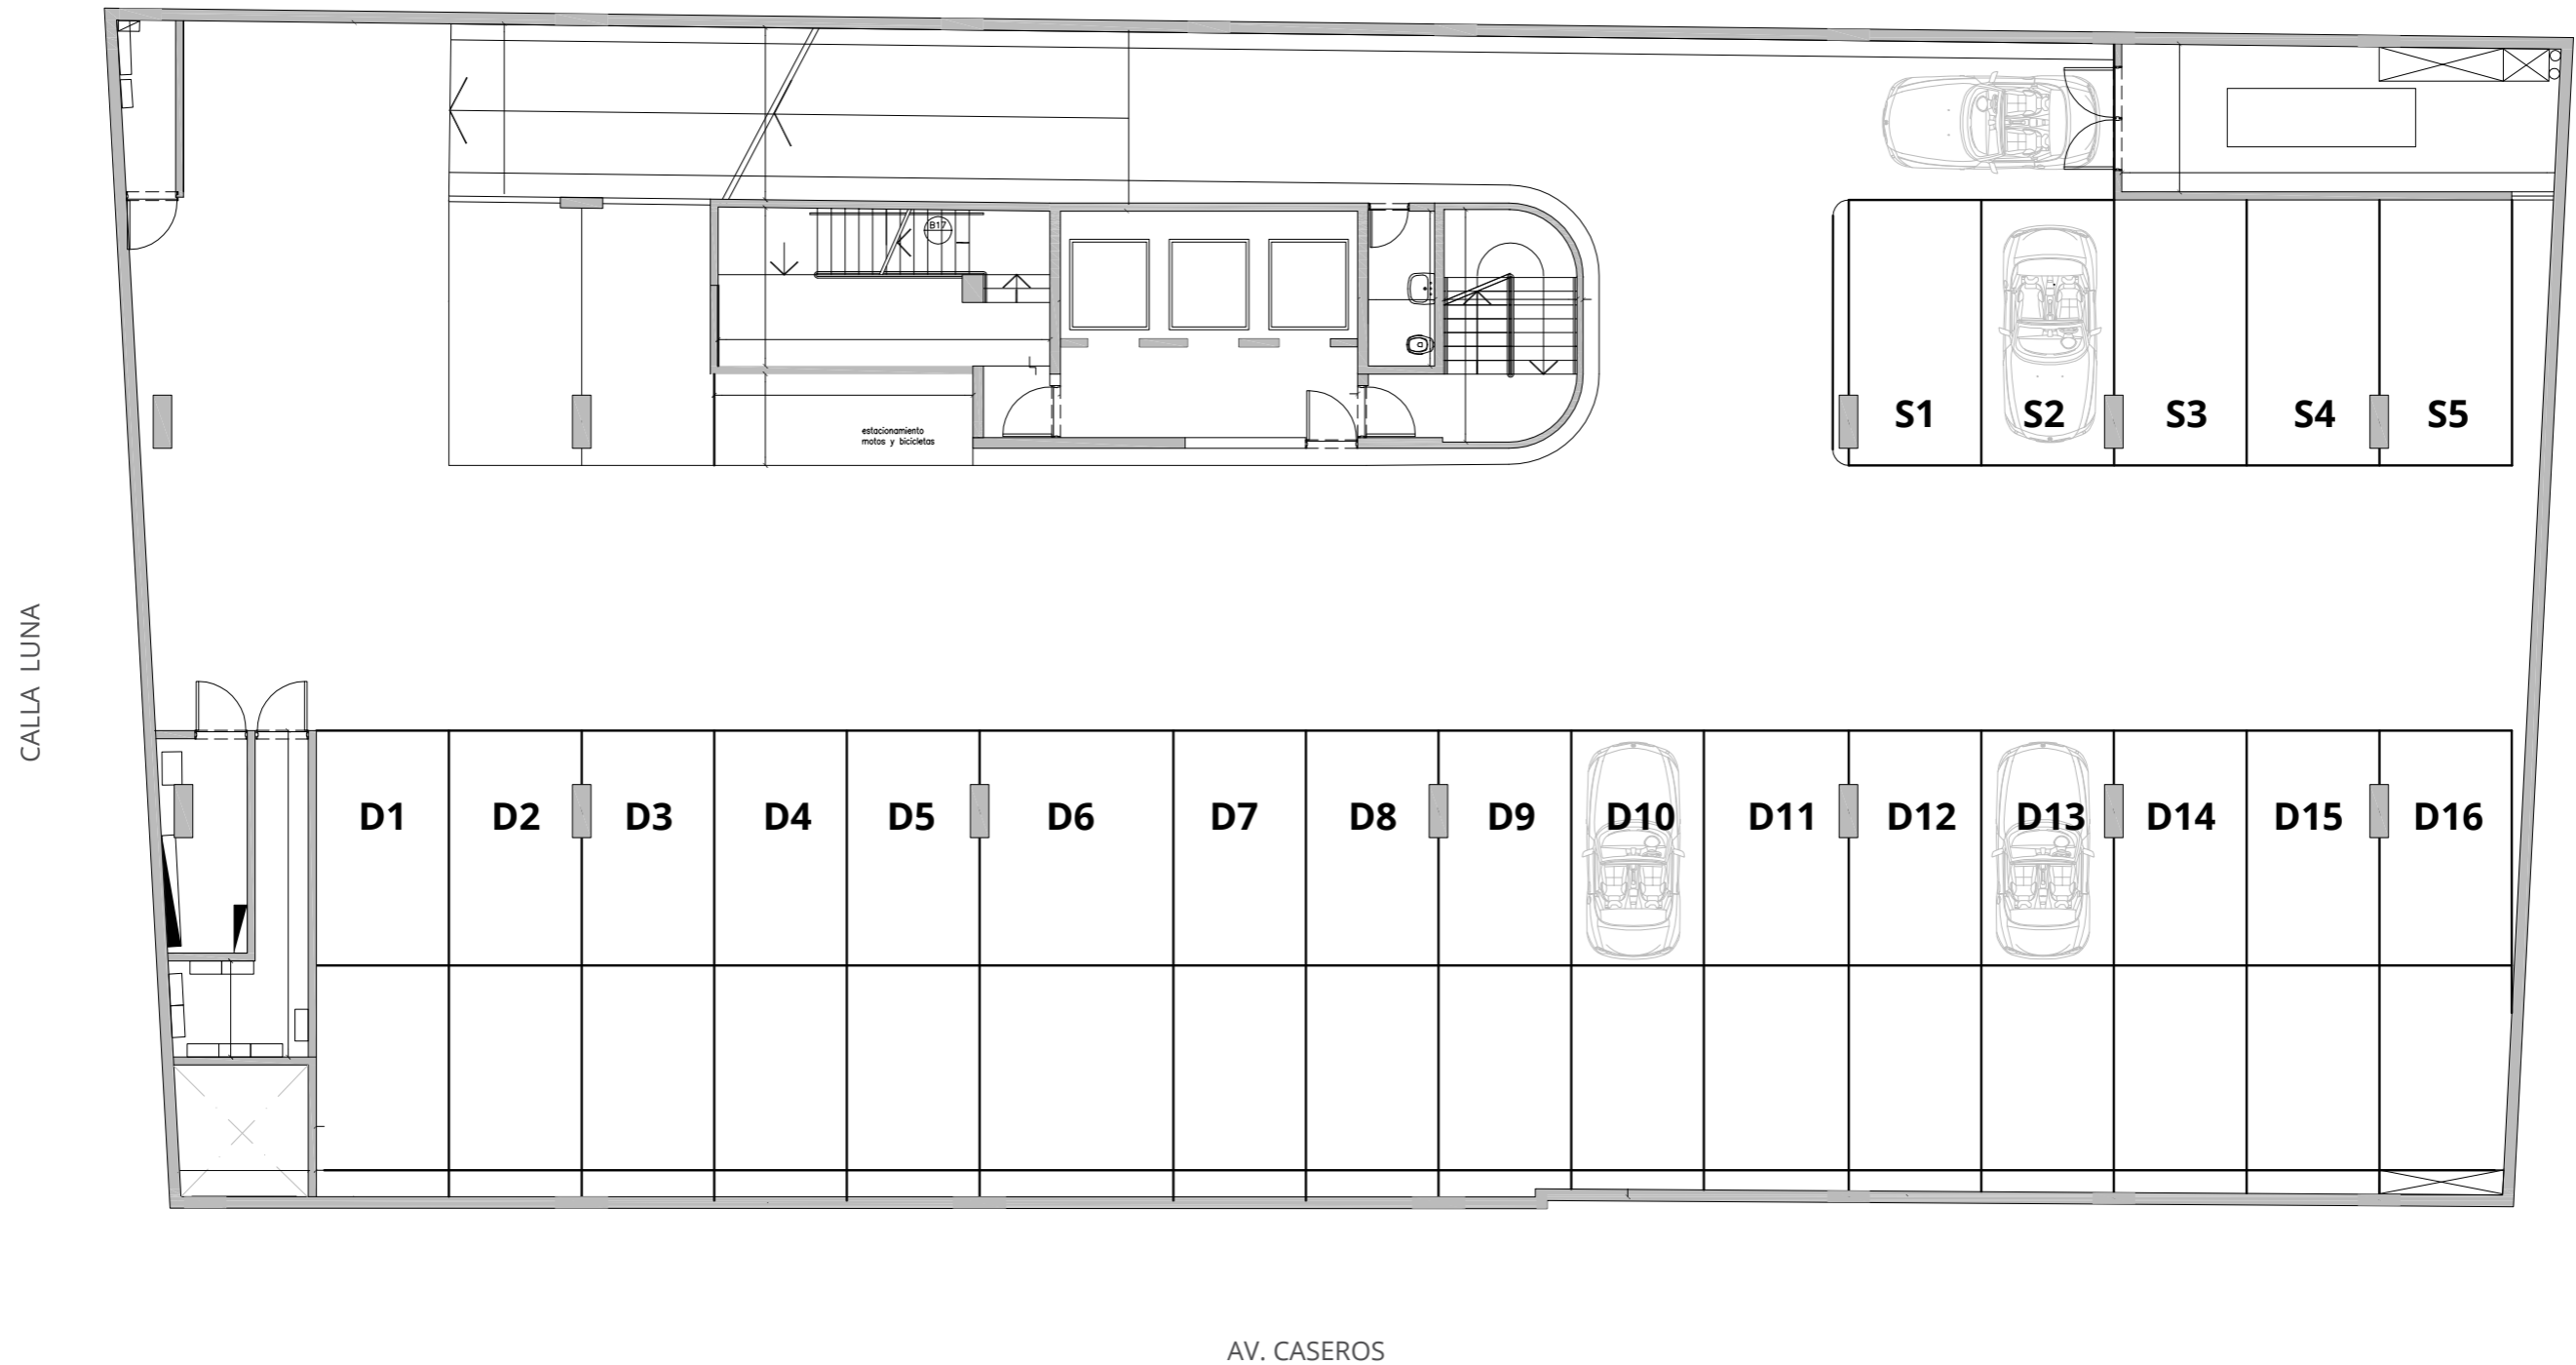 B17
estacionamiento
motos y bicicletas
S1 S2 S3 S4 S5
CALLA LUNA
D1 D2 D3 D4 D5 D6 D7 D8 D9 D10 D11 D12 D13 D14 D15 D16
AV. CASEROS